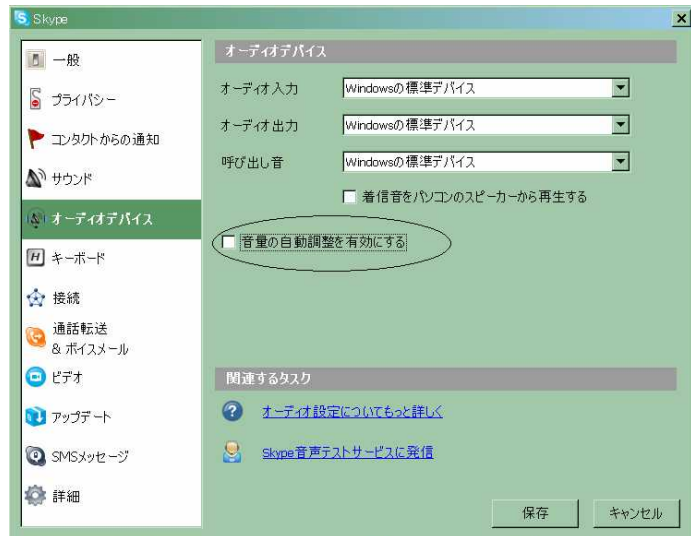 Skype
一般
プライバシー
コンタクトからの通知
サウンド
オーディオデバイス
キーボード
接続
通話転送
& ボイスメール
ビデオ
アップデート
SMSメッセージ
詳細
オーディオデバイス
オーディオ入力 Windowsの標準デバイス
オーディオ出力 Windowsの標準デバイス
呼び出し音 Windowsの標準デバイス
着信音をパソコンのスピーカーから再生する
音量の自動調整を有効にする
関連するタスク
オーディオ設定についてもっと詳しく
Skype音声テストサービスに発信
保存 キャンセル